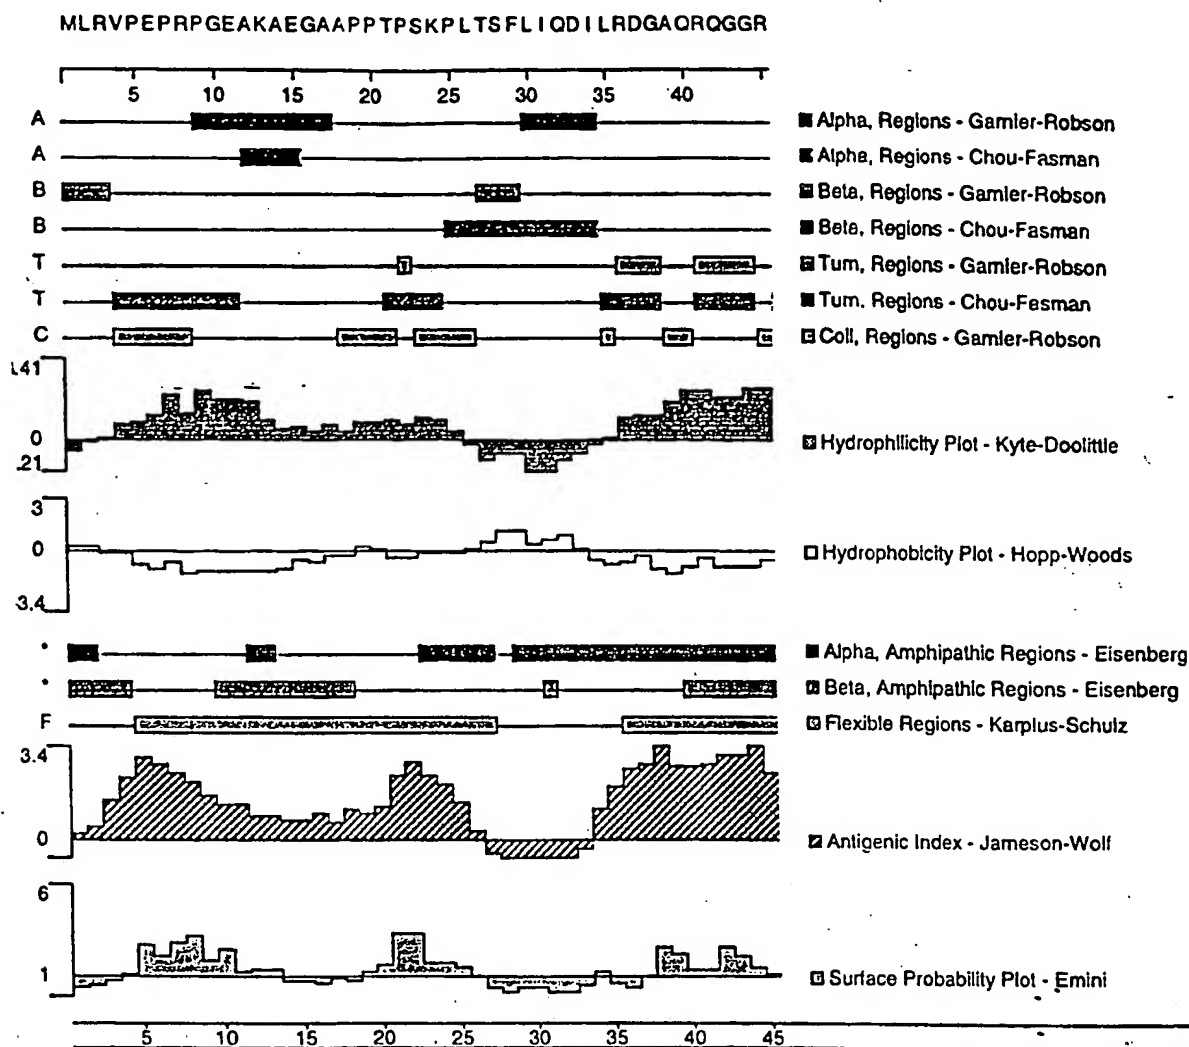 MLRVPEPRPGEAKAEGAAPPTPSKPLTSFLIQDILRDGAQRQGGR
5 10 15 20 25 30 35 40
A Alpha, Regions - Garnier-Robson
A Alpha, Regions - Chou-Fasman
B Beta, Regions - Garnier-Robson
B Beta, Regions - Chou-Fasman
T Turn, Regions - Garnier-Robson
T Turn, Regions - Chou-Fasman
C Coil, Regions - Garnier-Robson
.41
0
.21
Hydrophilicity Plot - Kyte-Doolittle
3
0
3.4
Hydrophobicity Plot - Hopp-Woods
* Alpha, Amphipathic Regions - Eisenberg
* Beta, Amphipathic Regions - Eisenberg
F Flexible Regions - Karplus-Schulz
3.4
0
Antigenic Index - Jameson-Wolf
6
1
Surface Probability Plot - Emini
5 10 15 20 25 30 35 40 45